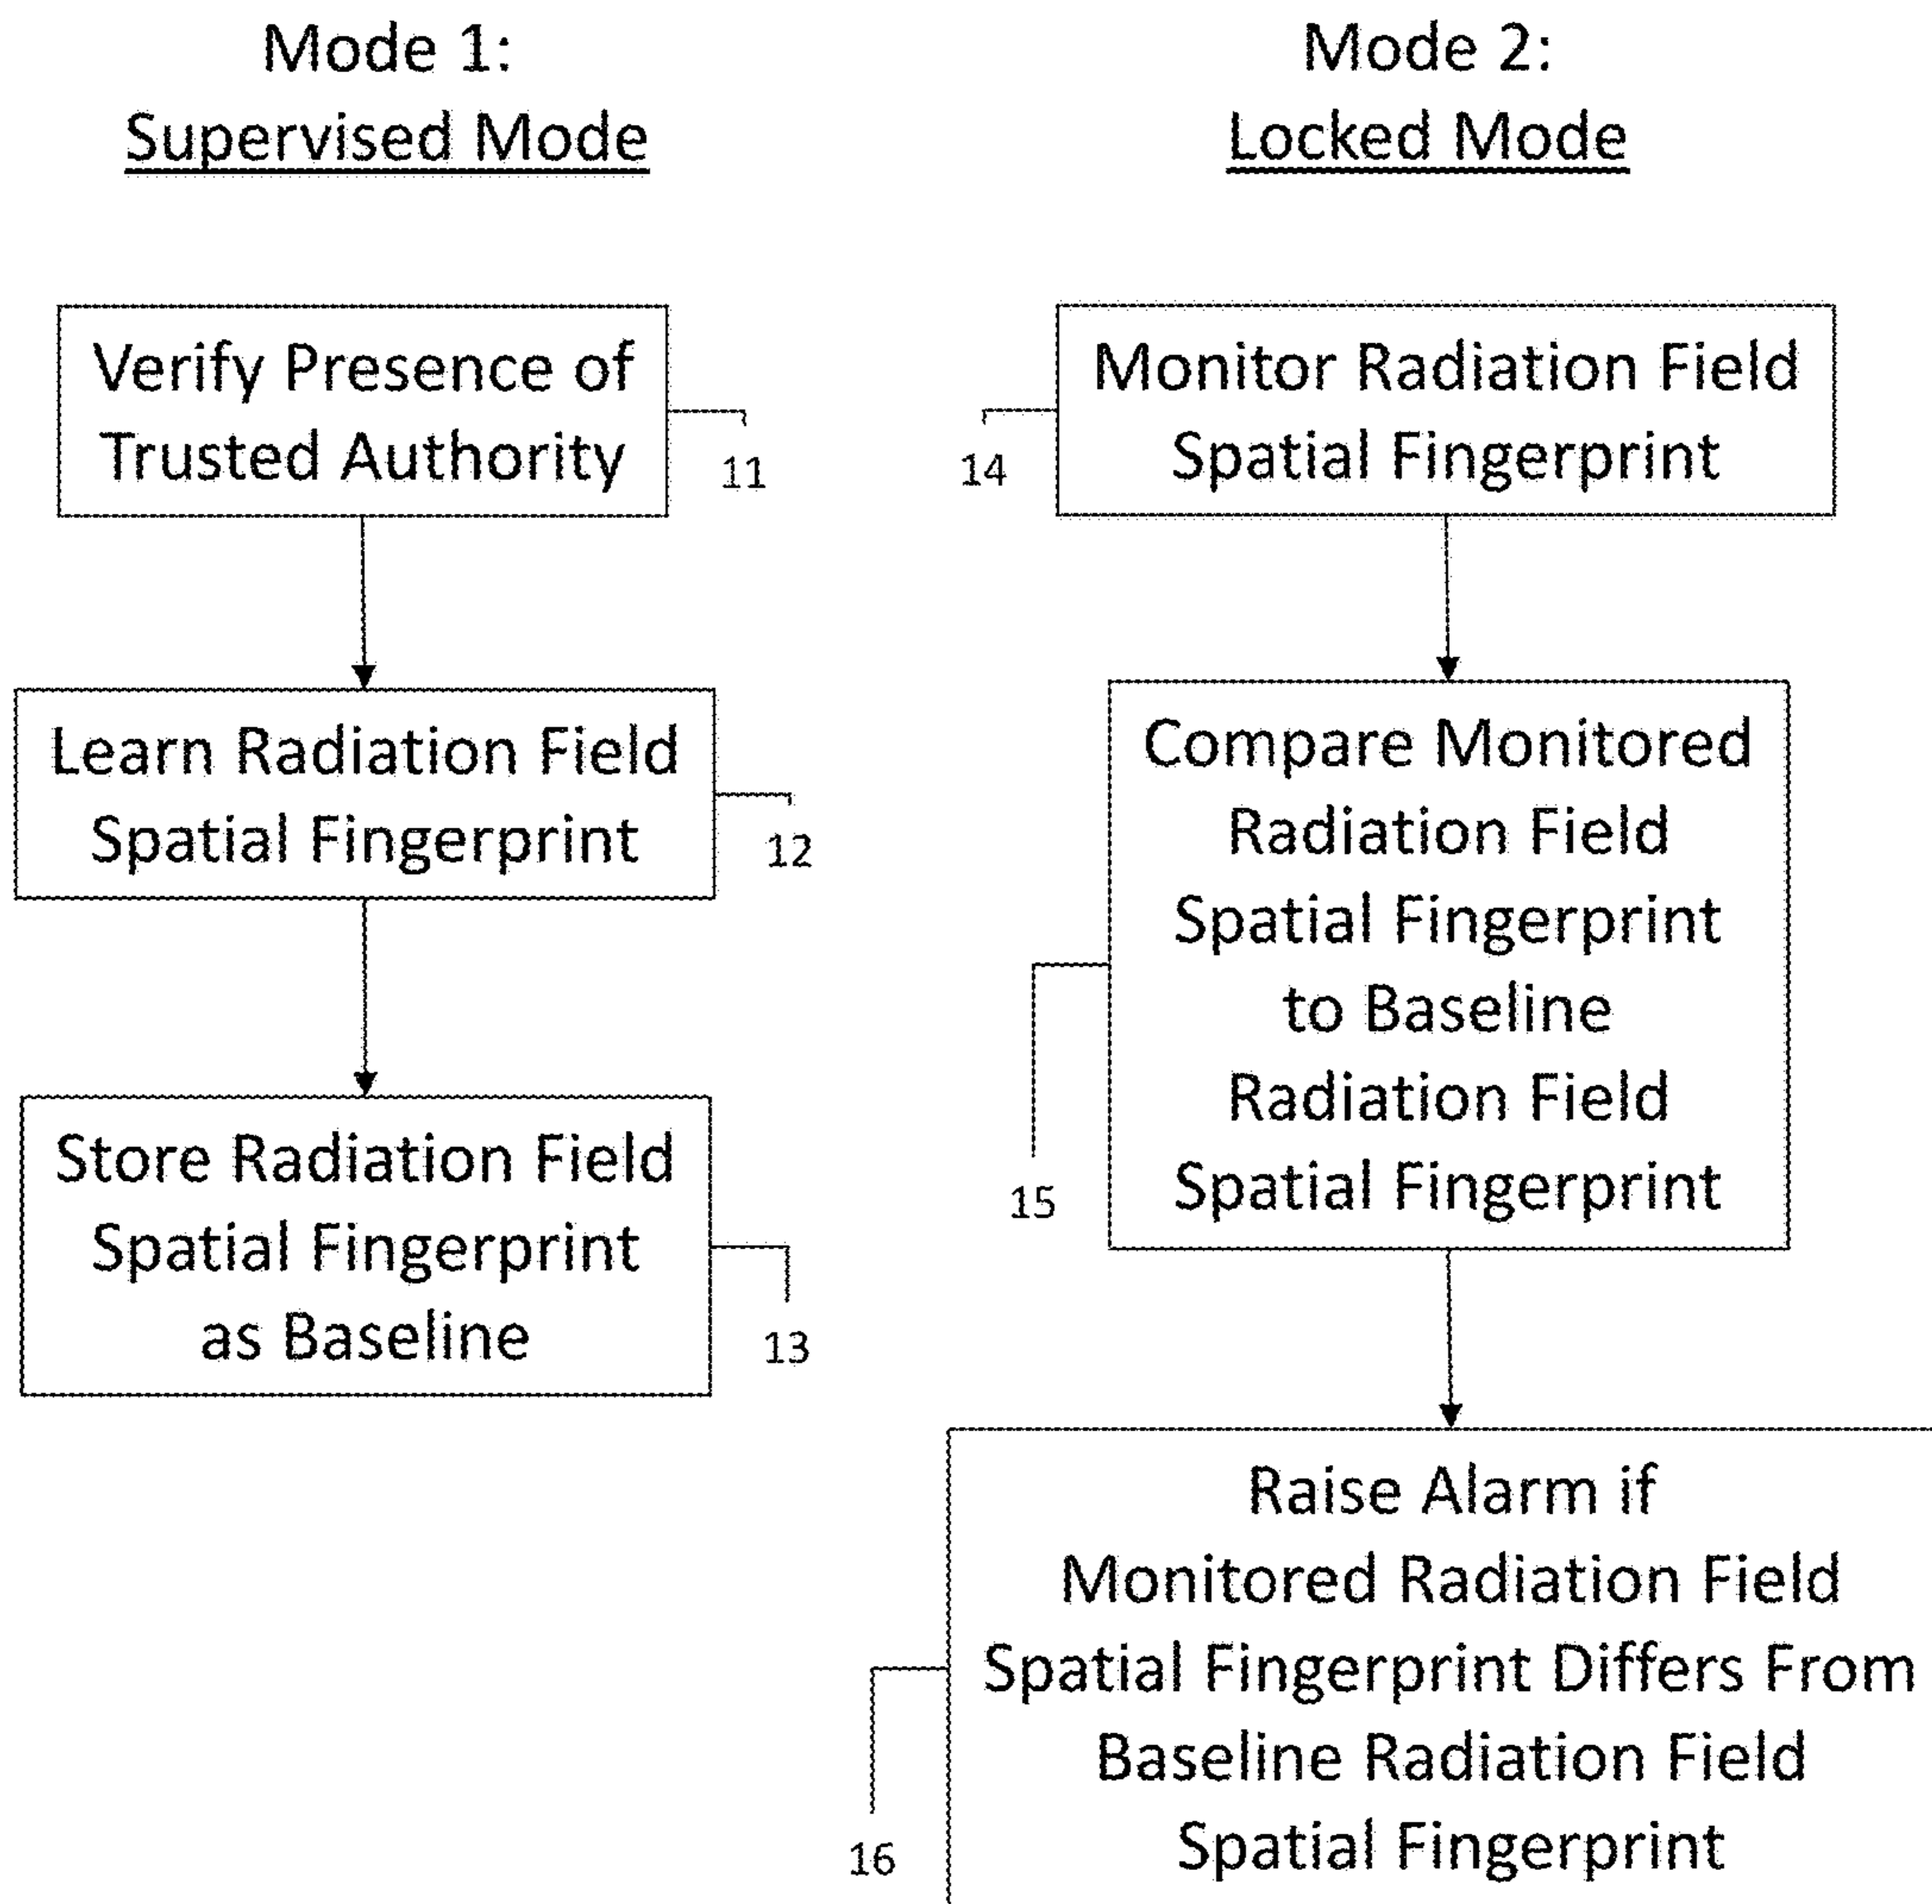 Mode 1:
Supervised Mode
Verify Presence of
Trusted Authority
11
Learn Radiation Field
Spatial Fingerprint
12
Store Radiation Field
Spatial Fingerprint
as Baseline
13
Mode 2:
Locked Mode
Monitor Radiation Field
Spatial Fingerprint
14
Compare Monitored
Radiation Field
Spatial Fingerprint
to Baseline
Radiation Field
Spatial Fingerprint
15
Raise Alarm if
Monitored Radiation Field
Spatial Fingerprint Differs From
Baseline Radiation Field
Spatial Fingerprint
16